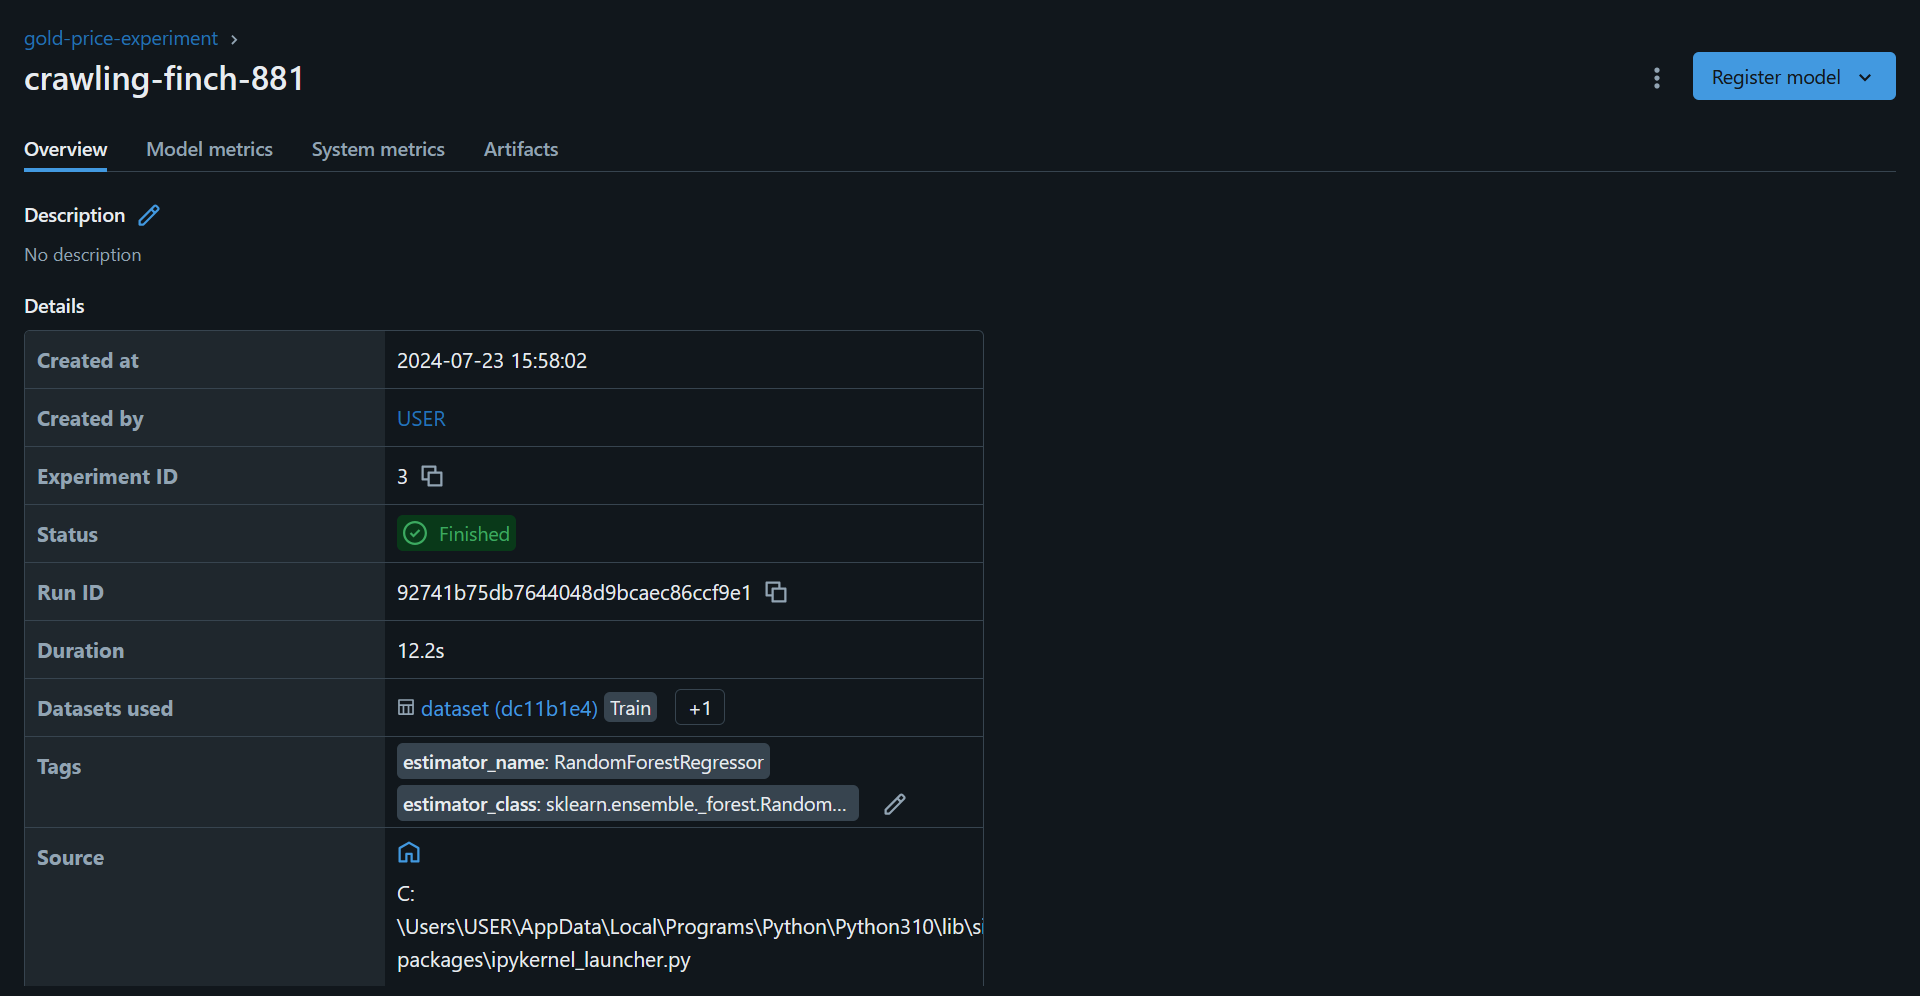 gold-price-experiment
crawling-finch-881
Register model
Overview Model metrics System metrics Artifacts
Description
No description
Details
Created at 2024-07-23 15:58:02
Created by USER
Experiment ID 3
Status Finished
Run ID 92741b75db7644048d9bcaec86ccf9e1
Duration 12.2s
Datasets used dataset (dc11b1e4) Train +1
Tags estimator_name: RandomForestRegressor
estimator_class: sklearn.ensemble._forest.Random...
Source
C:
\Users\USER\AppData\Local\Programs\Python\Python310\lib\si
packages\ipykernel_launcher.py